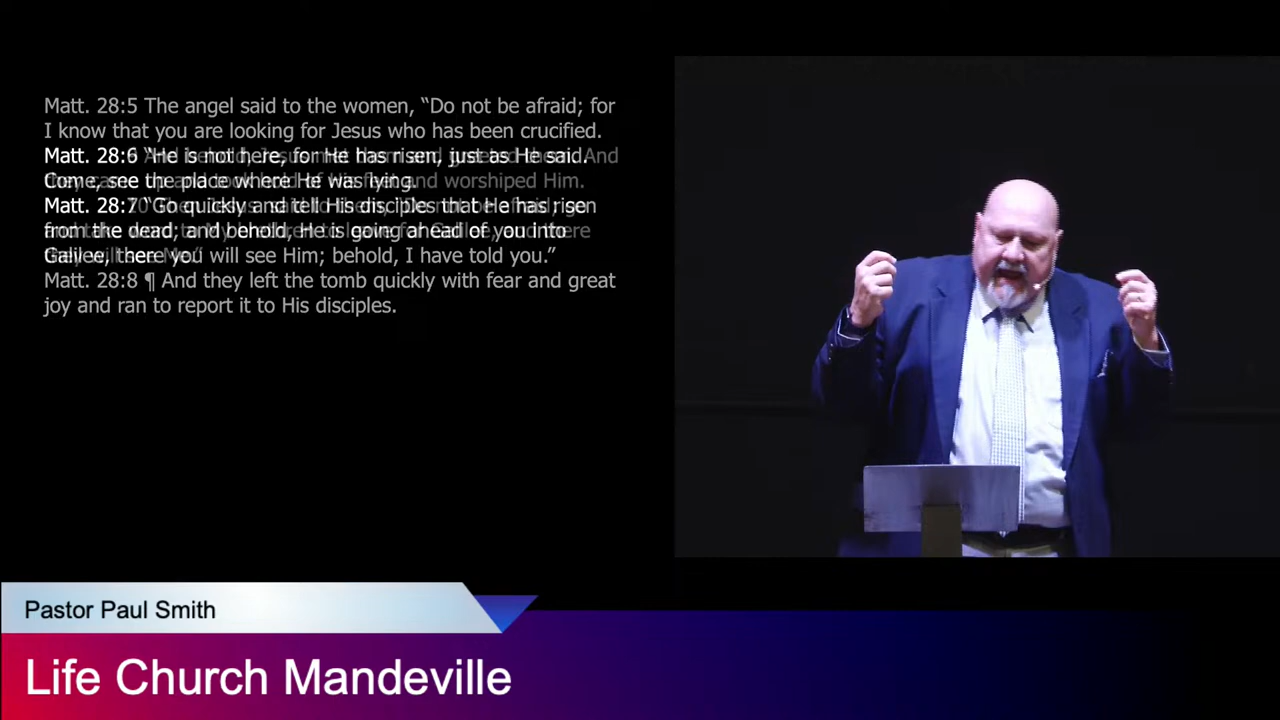 Matt. 28:5 The angel said to the women, “Do not be afraid; for
I know that you are looking for Jesus who has been crucified.
Matt. 28:6 “He is not here, for He has risen, just as He said.
Come, see the place where He was lying.
and worshiped Him.
Matt. 28:7 “Go quickly and tell His disciples that He has risen
from the dead; and behold, He is going ahead of you into
Galilee, there you will see Him; behold, I have told you.”
Matt. 28:8 ¶ And they left the tomb quickly with fear and great
joy and ran to report it to His disciples.
Pastor Paul Smith
Life Church Mandeville